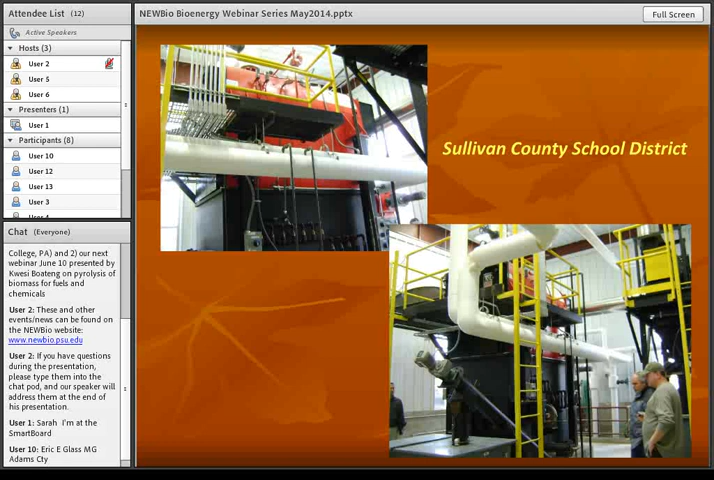 Attendee List (12)
Active Speakers
Hosts (3)
User 2
User 5
User 6
Presenters (1)
User 1
Participants (8)
User 10
User 12
User 13
User 3
Chat (Everyone)
College, PA) and 2) our next
webinar June 10 presented by
Kwesi Boateng on pyrolysis of
biomass for fuels and
chemicals
User 2: These and other
events/news can be found on
the NEWBio website:
www.newbio.psu.edu
User 2: If you have questions
during the presentation,
please type them into the
chat pod, and our speaker will
address them at the end of
his presentation.
User 1: Sarah I'm at the
SmartBoard
User 10: Eric E Glass MG
Adams Cty
NEWBio Bioenergy Webinar Series May2014.pptx
Full Screen
Sullivan County School District